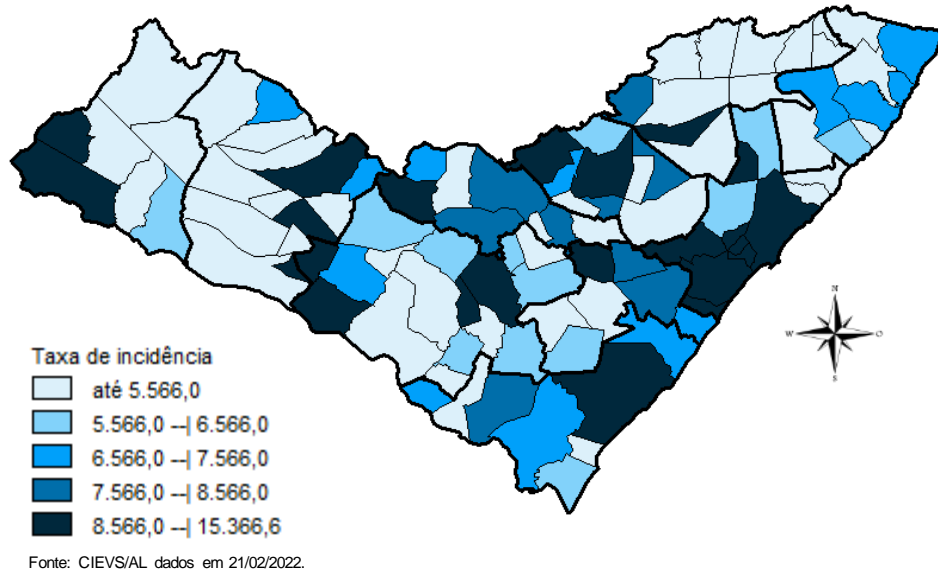 N
W
O
S
Taxa de incidência
até 5.566,0
5.566,0 --| 6.566,0
6.566,0 --| 7.566,0
7.566,0 --| 8.566,0
8.566,0 --| 15.366,6
Fonte: CIEVS/AL dados em 21/02/2022.